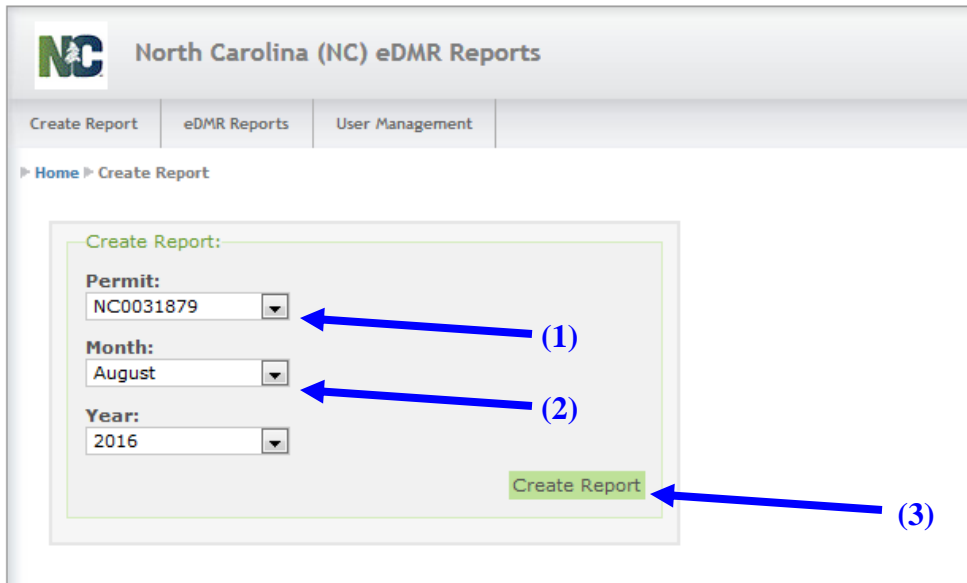 NC North Carolina (NC) eDMR Reports
Create Report eDMR Reports User Management
Home Create Report
Create Report:
Permit:
NC0031879
(1)
Month:
August
(2)
Year:
2016
Create Report
(3)